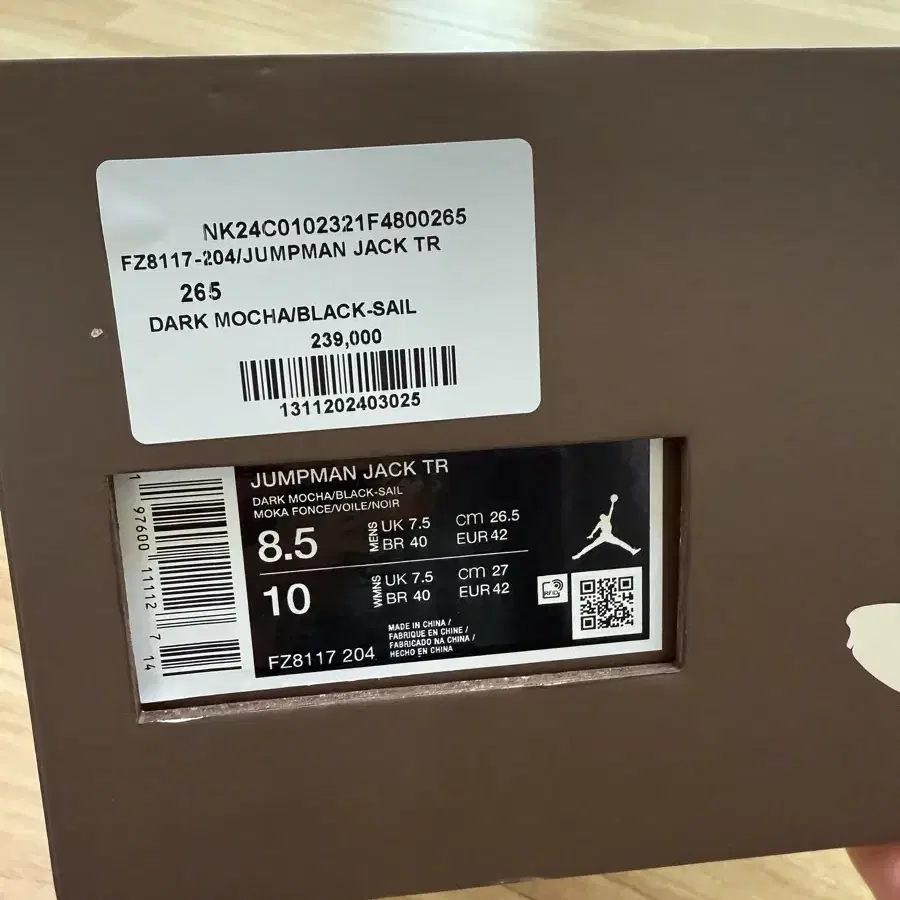 NK24C0102321F4800265
FZ8117-204/JUMPMAN JACK TR
265
DARK MOCHA/BLACK-SAIL
239,000
1311202403025
1 97600 11112 7 14
JUMPMAN JACK TR
DARK MOCHA/BLACK-SAIL
MOKA FONCE/VOILE/NOIR
8.5 MENS UK 7.5 cm 26.5
BR 40 EUR 42
10 WMNS UK 7.5 cm 27
BR 40 EUR 42
RFID
MADE IN CHINA /
FABRIQUE EN CHINE /
FABRICADO NA CHINA /
HECHO EN CHINA
FZ8117 204